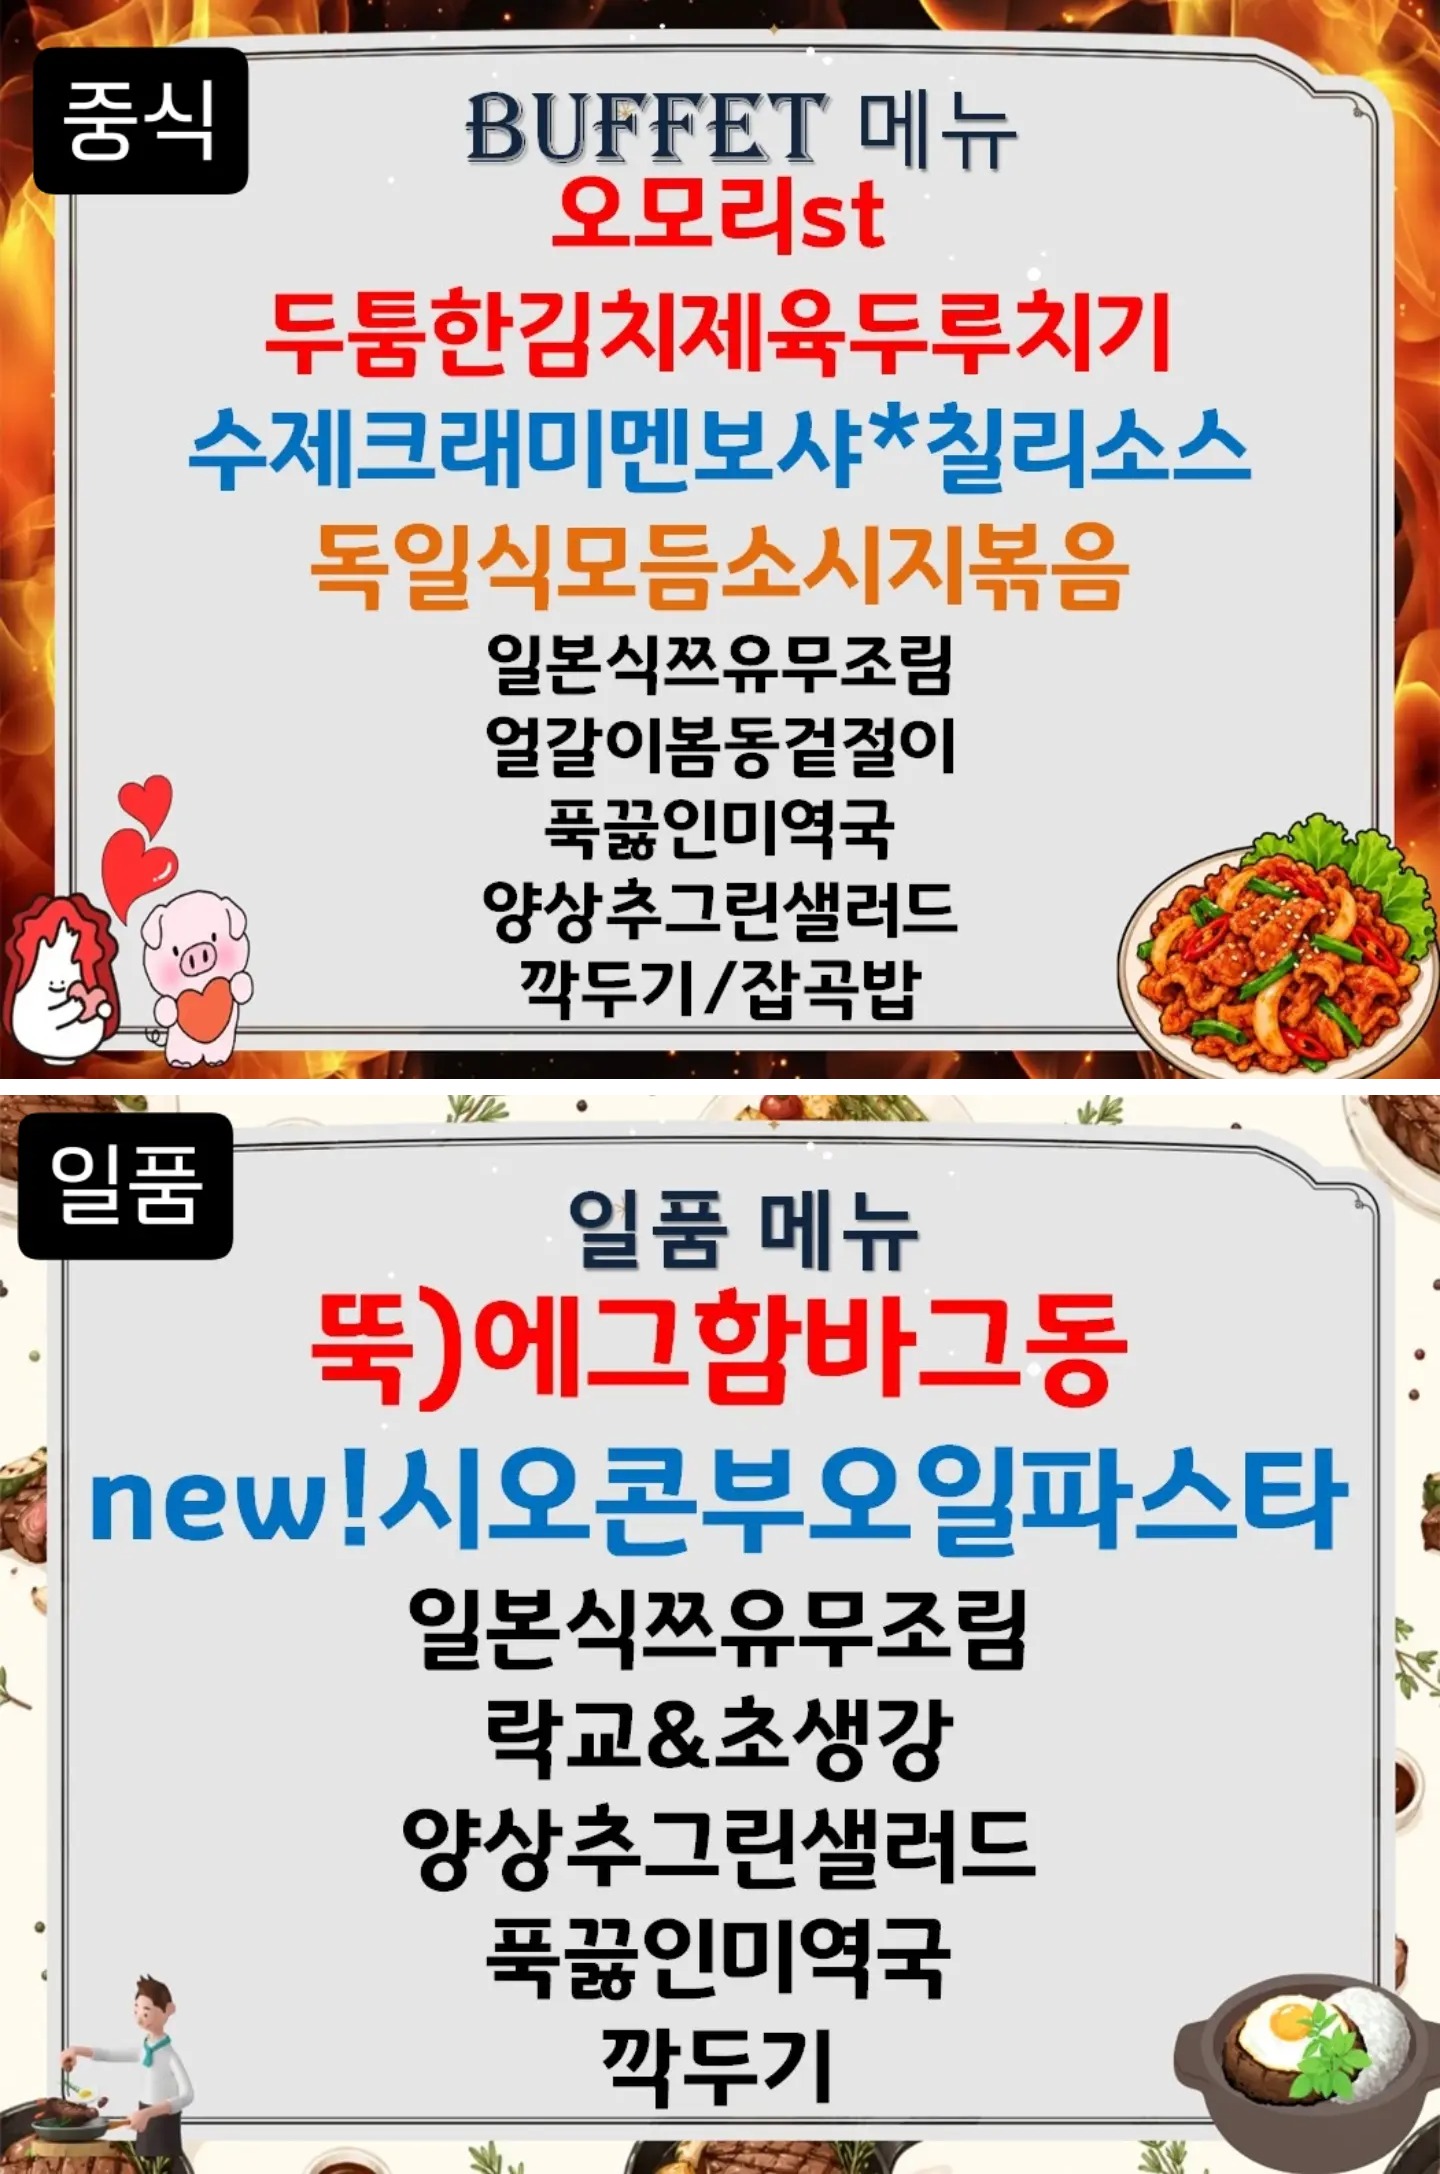 중식
BUFFET 메뉴
오모리st
두툼한김치제육두루치기
수제크래미멘보샤*칠리소스
독일식모듬소시지볶음
일본식쯔유무조림
얼갈이봄동겉절이
푹끓인미역국
양상추그린샐러드
깍두기/잡곡밥
일품
일품 메뉴
뚝)에그함바그동
new!시오콘부오일파스타
일본식쯔유무조림
락교&초생강
양상추그린샐러드
푹끓인미역국
깍두기